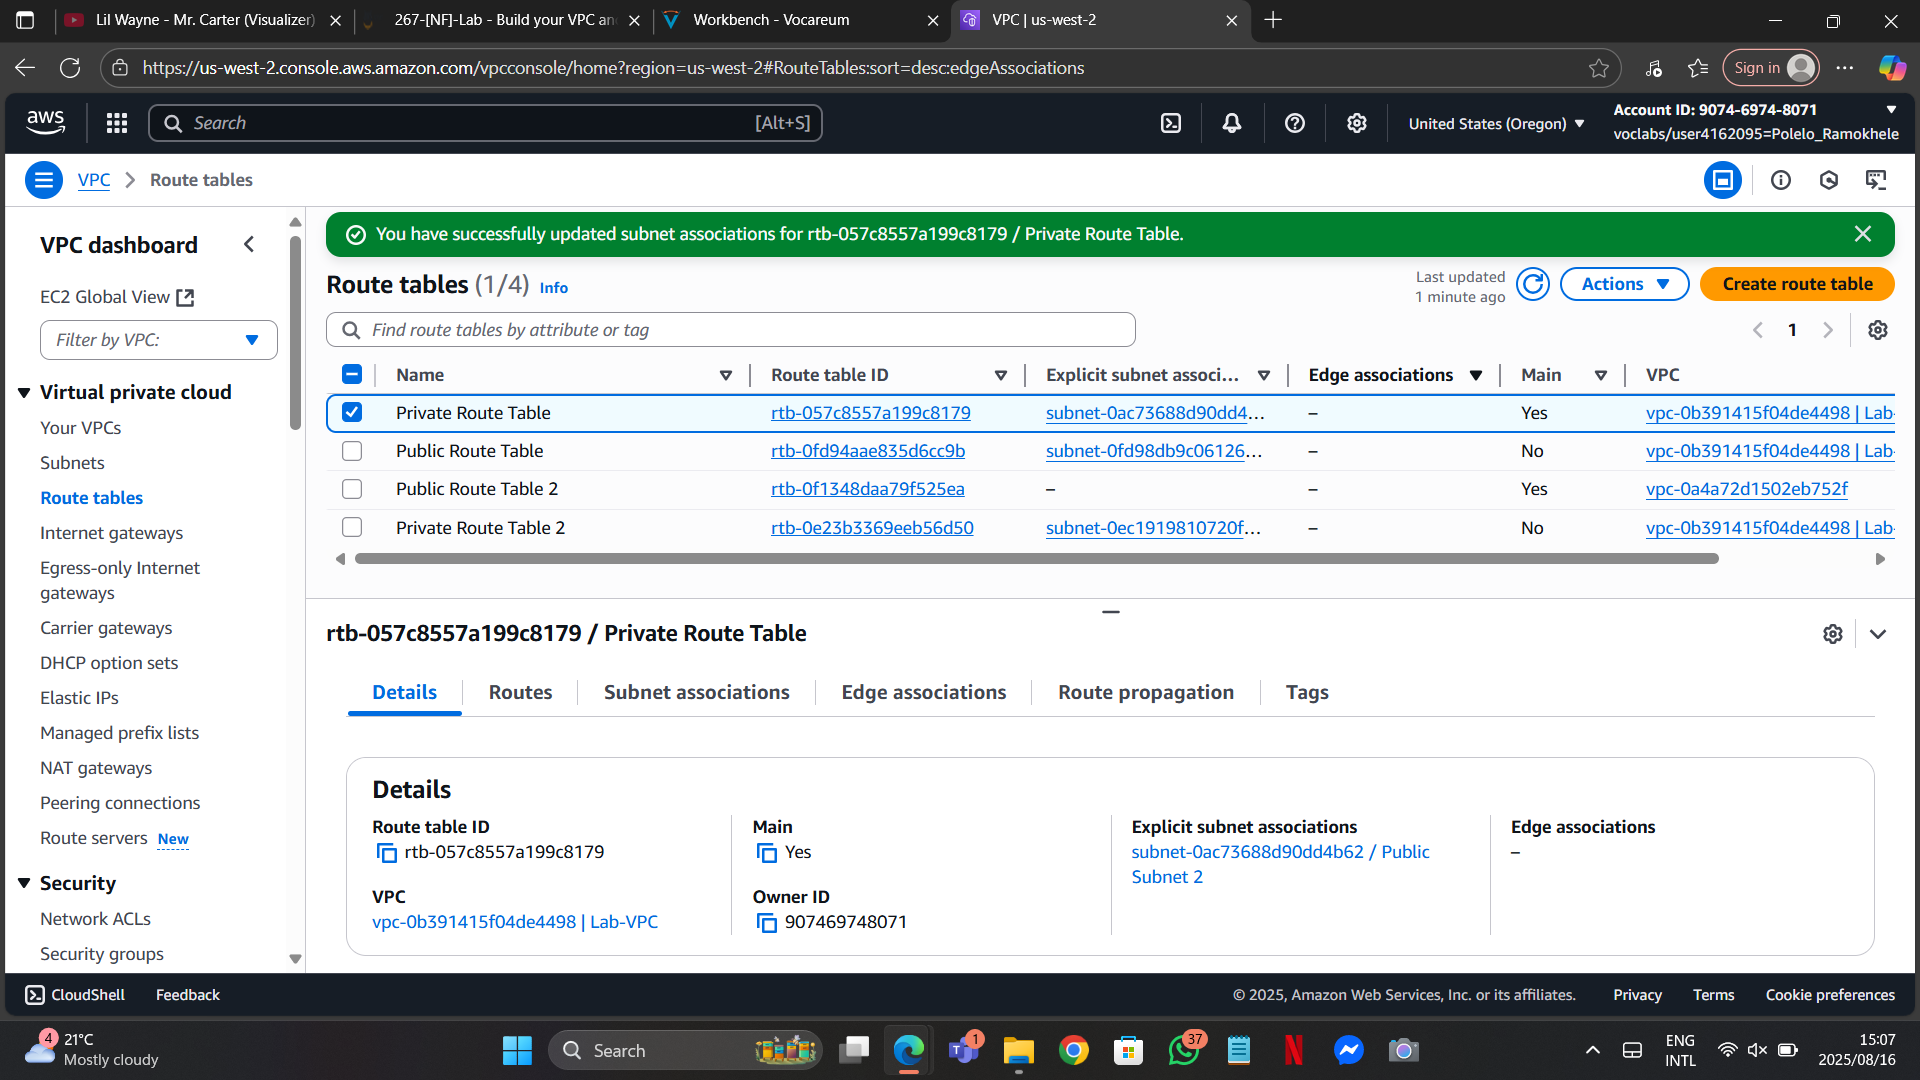 Lil Wayne - Mr. Carter (Visualizer)
267-[NF]-Lab - Build your VPC an
Workbench - Vocareum
VPC | us-west-2
https://us-west-2.console.aws.amazon.com/vpcconsole/home?region=us-west-2#RouteTables:sort=desc:edgeAssociations
Sign in
aws
Search
[Alt+S]
United States (Oregon)
Account ID: 9074-6974-8071
voclabs/user4162095=Polelo_Ramokhele
VPC
Route tables
VPC dashboard
EC2 Global View
Filter by VPC:
Virtual private cloud
Your VPCs
Subnets
Route tables
Internet gateways
Egress-only Internet
gateways
Carrier gateways
DHCP option sets
Elastic IPs
Managed prefix lists
NAT gateways
Peering connections
Route servers New
Security
Network ACLs
Security groups
You have successfully updated subnet associations for rtb-057c8557a199c8179 / Private Route Table.
Route tables (1/4) Info
Last updated
1 minute ago
Actions
Create route table
Find route tables by attribute or tag
1
Name Route table ID Explicit subnet associ... Edge associations Main VPC
Private Route Table rtb-057c8557a199c8179 subnet-0ac73688d90dd4... – Yes vpc-0b391415f04de4498 | Lab-
Public Route Table rtb-0fd94aae835d6cc9b subnet-0fd98db9c06126... – No vpc-0b391415f04de4498 | Lab-
Public Route Table 2 rtb-0f1348daa79f525ea – – Yes vpc-0a4a72d1502eb752f
Private Route Table 2 rtb-0e23b3369eeb56d50 subnet-0ec1919810720f... – No vpc-0b391415f04de4498 | Lab-
rtb-057c8557a199c8179 / Private Route Table
Details Routes Subnet associations Edge associations Route propagation Tags
Details
Route table ID
rtb-057c8557a199c8179
VPC
vpc-0b391415f04de4498 | Lab-VPC
Main
Yes
Owner ID
907469748071
Explicit subnet associations
subnet-0ac73688d90dd4b62 / Public
Subnet 2
Edge associations
–
CloudShell
Feedback
© 2025, Amazon Web Services, Inc. or its affiliates.
Privacy
Terms
Cookie preferences
4
21°C
Mostly cloudy
Search
1
37
ENG
INTL
15:07
2025/08/16